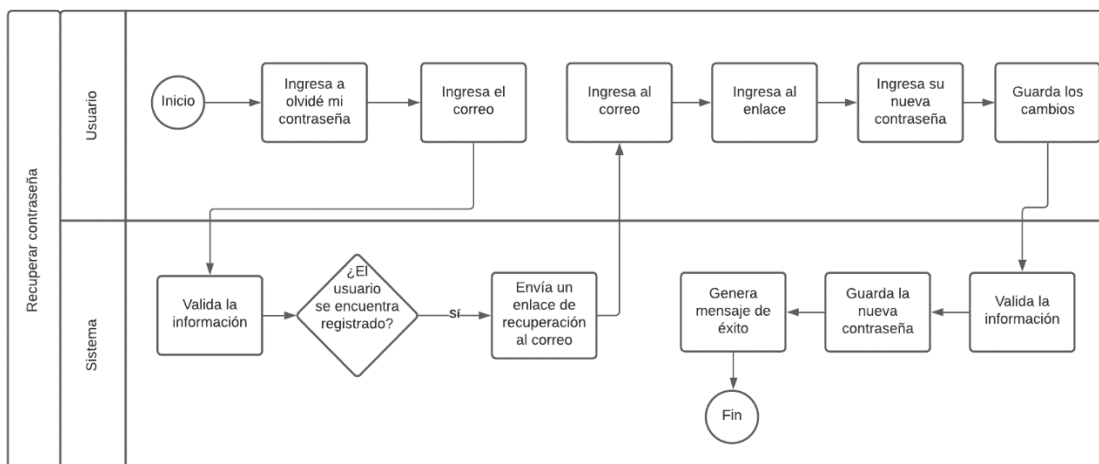 Recuperar contraseña
Usuario
Inicio
Ingresa a
olvidé mi
contraseña
Ingresa el
correo
Ingresa al
correo
Ingresa al
enlace
Ingresa su
nueva
contraseña
Guarda los
cambios
Sistema
Valida la
información
¿El
usuario
se encuentra
registrado?
sí
Envía un
enlace de
recuperación
al correo
Genera
mensaje de
éxito
Guarda la
nueva
contraseña
Valida la
información
Fin